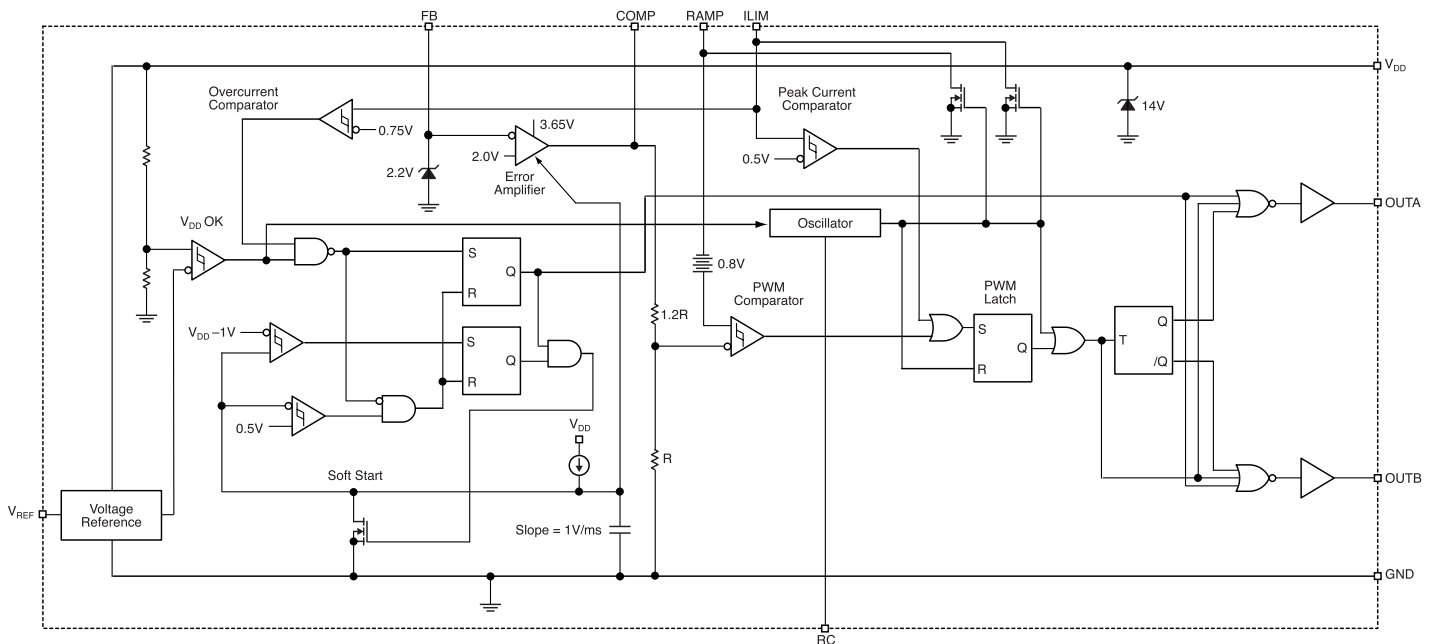 FB
COMP
RAMP
ILIM
V_DD
Overcurrent
Comparator
Peak Current
Comparator
14V
0.75V
3.65V
2.0V
0.5V
2.2V
Error
Amplifier
V_DD OK
Oscillator
OUTA
S
Q
R
0.8V
PWM
Comparator
PWM
Latch
1.2R
V_DD –1V
S
Q
R
S
Q
R
T
Q
/Q
0.5V
V_DD
R
Soft Start
OUTB
V_REF
Voltage
Reference
Slope = 1V/ms
GND
RC